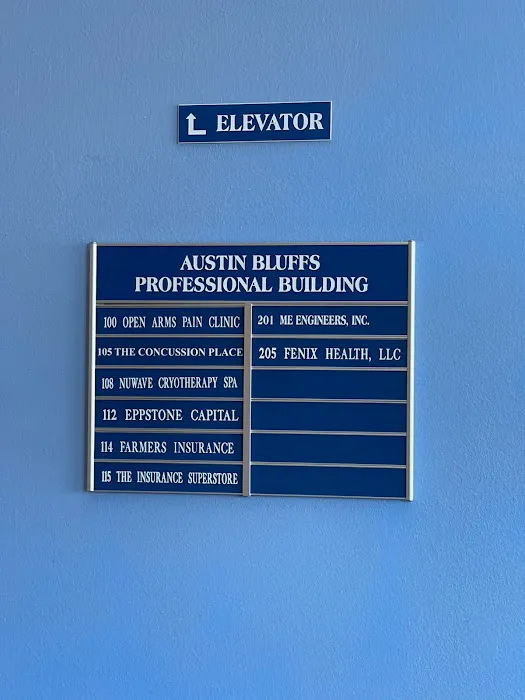 ELEVATOR
AUSTIN BLUFFS
PROFESSIONAL BUILDING
100 OPEN ARMS PAIN CLINIC
105 THE CONCUSSION PLACE
108 NUWAVE CRYOTHERAPY SPA
112 EPPSTONE CAPITAL
114 FARMERS INSURANCE
115 THE INSURANCE SUPERSTORE
201 ME ENGINEERS, INC.
205 FENIX HEALTH, LLC